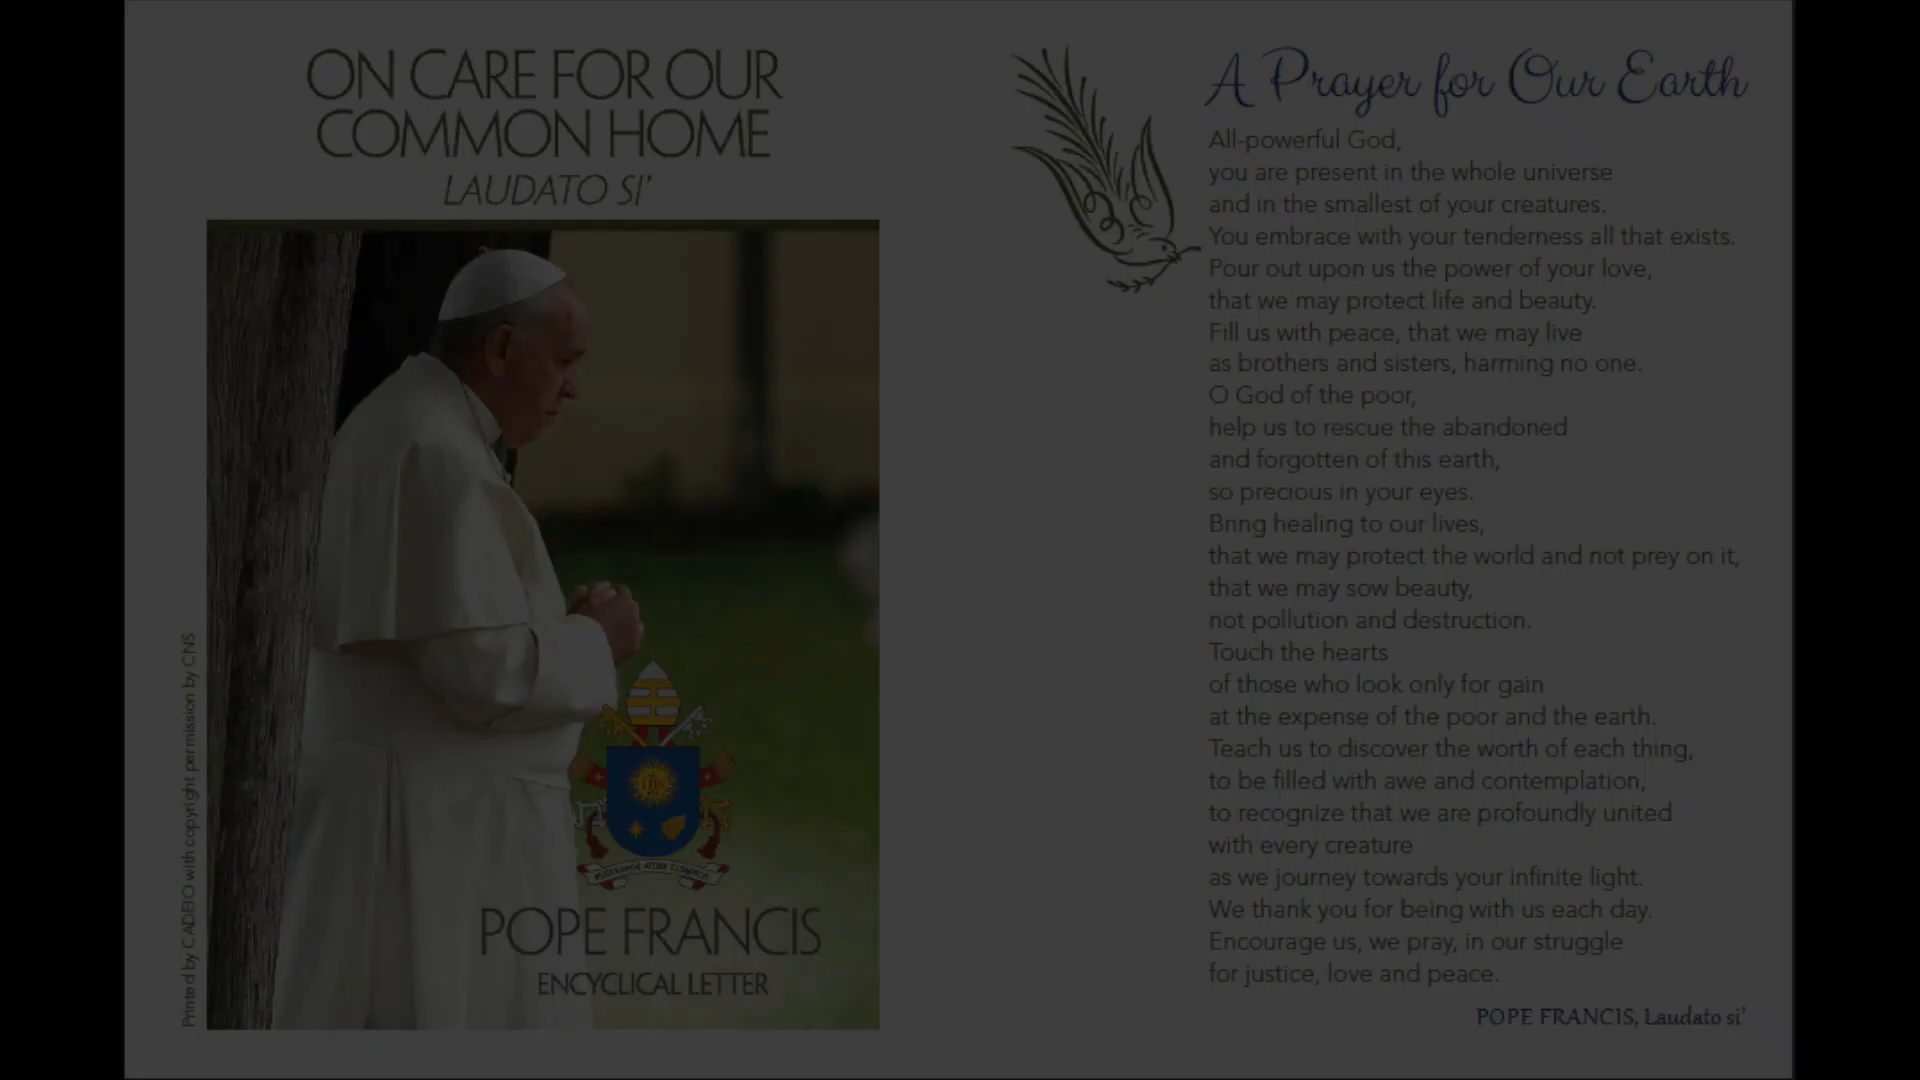 ON CARE FOR OUR
COMMON HOME
LAUDATO SI’
POPE FRANCIS
ENCYCLICAL LETTER
Printed by CADEIO with copyright permission by CNS
A Prayer for Our Earth
All-powerful God,
you are present in the whole universe
and in the smallest of your creatures.
You embrace with your tenderness all that exists.
Pour out upon us the power of your love,
that we may protect life and beauty.
Fill us with peace, that we may live
as brothers and sisters, harming no one.
O God of the poor,
help us to rescue the abandoned
and forgotten of this earth,
so precious in your eyes.
Bring healing to our lives,
that we may protect the world and not prey on it,
that we may sow beauty,
not pollution and destruction.
Touch the hearts
of those who look only for gain
at the expense of the poor and the earth.
Teach us to discover the worth of each thing,
to be filled with awe and contemplation,
to recognize that we are profoundly united
with every creature
as we journey towards your infinite light.
We thank you for being with us each day.
Encourage us, we pray, in our struggle
for justice, love and peace.
POPE FRANCIS, Laudato si’